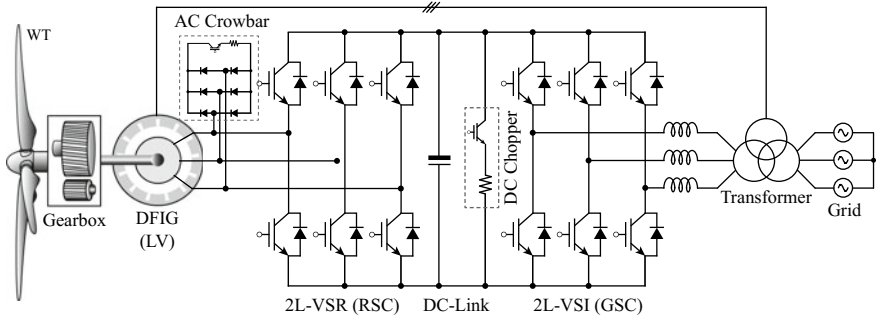 AC Crowbar
WT
DC Chopper
Gearbox
DFIG
(LV)
Transformer
Grid
2L-VSR (RSC)
DC-Link
2L-VSI (GSC)